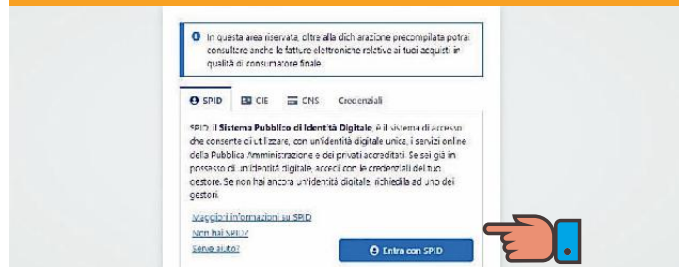 In questa area riservata, oltre alla dichiarazione precompilata potrai
consultare anche le fatture elettroniche relative ai tuoi acquisti in
qualità di consumatore finale
SPID
CIE
CNS
Credenziali
SPID, il Sistema Pubblico di Identità Digitale, è il sistema di accesso
che consente di utilizzare, con un'identità digitale unica, i servizi online
della Pubblica Amministrazione e dei privati accreditati. Se sei già in
possesso di un'identità digitale, accedi con le credenziali del tuo
gestore. Se non hai ancora un'identità digitale, richiedila ad uno dei
gestori.
Maggiori informazioni su SPID
Non hai SPID?
Serve aiuto?
Entra con SPID